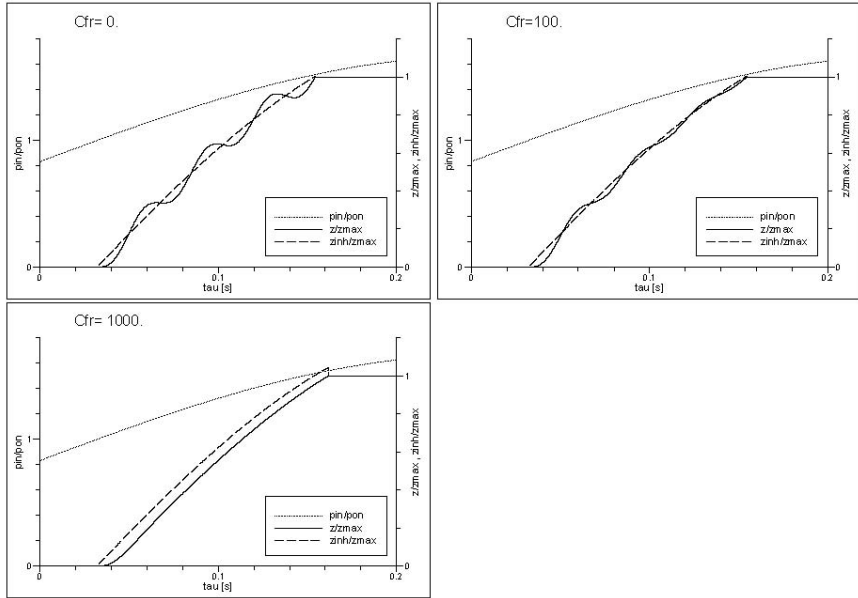 Cfr= 0.
pin/pon
1
0
0
0.1
0.2
tau [s]
1
0
z/zmax , zinh/zmax
pin/pon
z/zmax
zinh/zmax
Cfr=100.
pin/pon
1
0
0
0.1
0.2
tau [s]
1
0
z/zmax , zinh/zmax
pin/pon
z/zmax
zinh/zmax
Cfr= 1000.
pin/pon
1
0
0
0.1
0.2
tau [s]
1
0
z/zmax , zinh/zmax
pin/pon
z/zmax
zinh/zmax